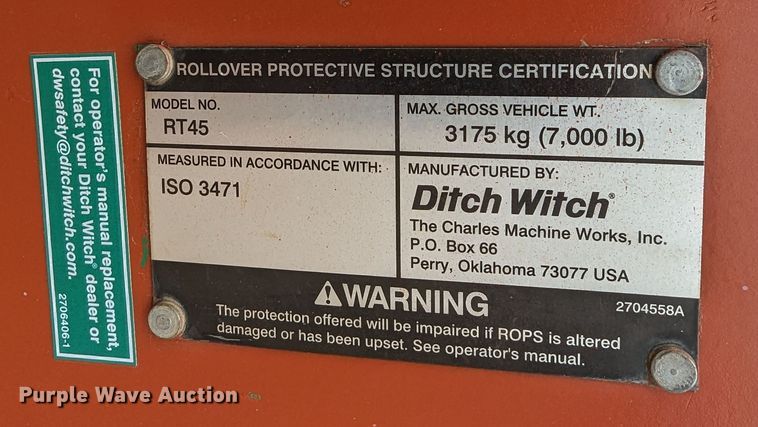 For operator's manual replacement,
contact your Ditch Witch® dealer or
dwsafety@ditchwitch.com.
2706406-1
ROLLOVER PROTECTIVE STRUCTURE CERTIFICATION
MODEL NO.
RT45
MAX. GROSS VEHICLE WT.
3175 kg (7,000 lb)
MEASURED IN ACCORDANCE WITH:
ISO 3471
MANUFACTURED BY:
Ditch Witch®
The Charles Machine Works, Inc.
P.O. Box 66
Perry, Oklahoma 73077 USA
⚠WARNING
2704558A
The protection offered will be impaired if ROPS is altered
damaged or has been upset. See operator's manual.
Purple Wave Auction